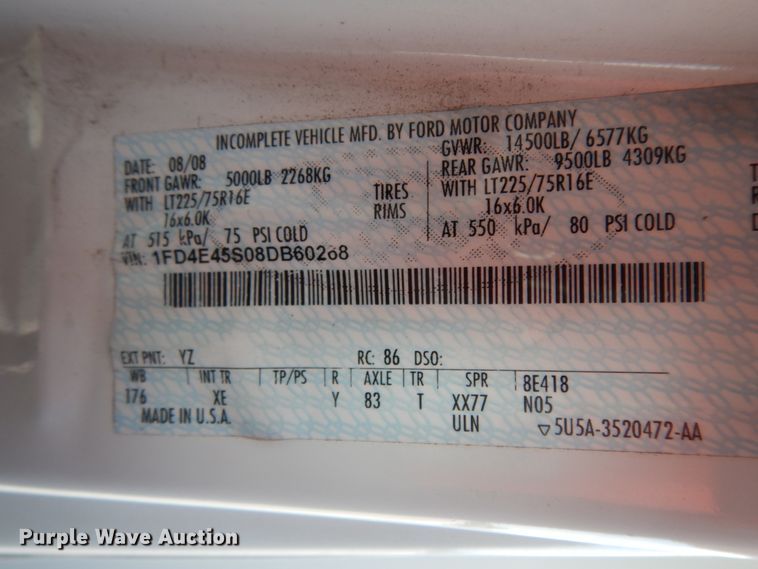 INCOMPLETE VEHICLE MFD. BY FORD MOTOR COMPANY
DATE: 08/08 GVWR: 14500LB/ 6577KG
FRONT GAWR: 5000LB 2268KG REAR GAWR: 9500LB 4309KG
WITH LT225/75R16E TIRES WITH LT225/75R16E
16x6.0K RIMS 16x6.0K
AT 515 kPa/ 75 PSI COLD AT 550 kPa/ 80 PSI COLD
VIN: 1FD4E45S08DB60268
EXT PNT: YZ RC: 86 DSO:
WB INT TR TP/PS R AXLE TR SPR 8E418
176 XE Y 83 T XX77 N05
MADE IN U.S.A. ULN ▽5U5A-3520472-AA
Purple Wave Auction